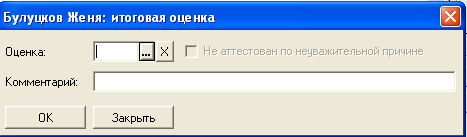 Булуцков Женя: итоговая оценка
Оценка: ... X Не аттестован по неуважительной причине
Комментарий:
OK Закрыть